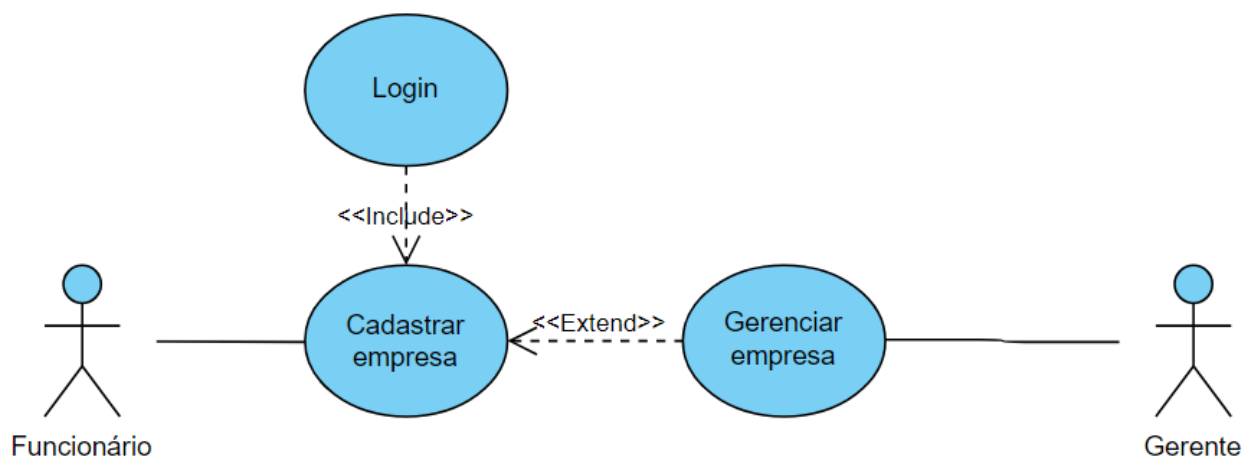 Login
<<Include>>
Cadastrar
empresa
<<Extend>>
Gerenciar
empresa
Funcionário
Gerente